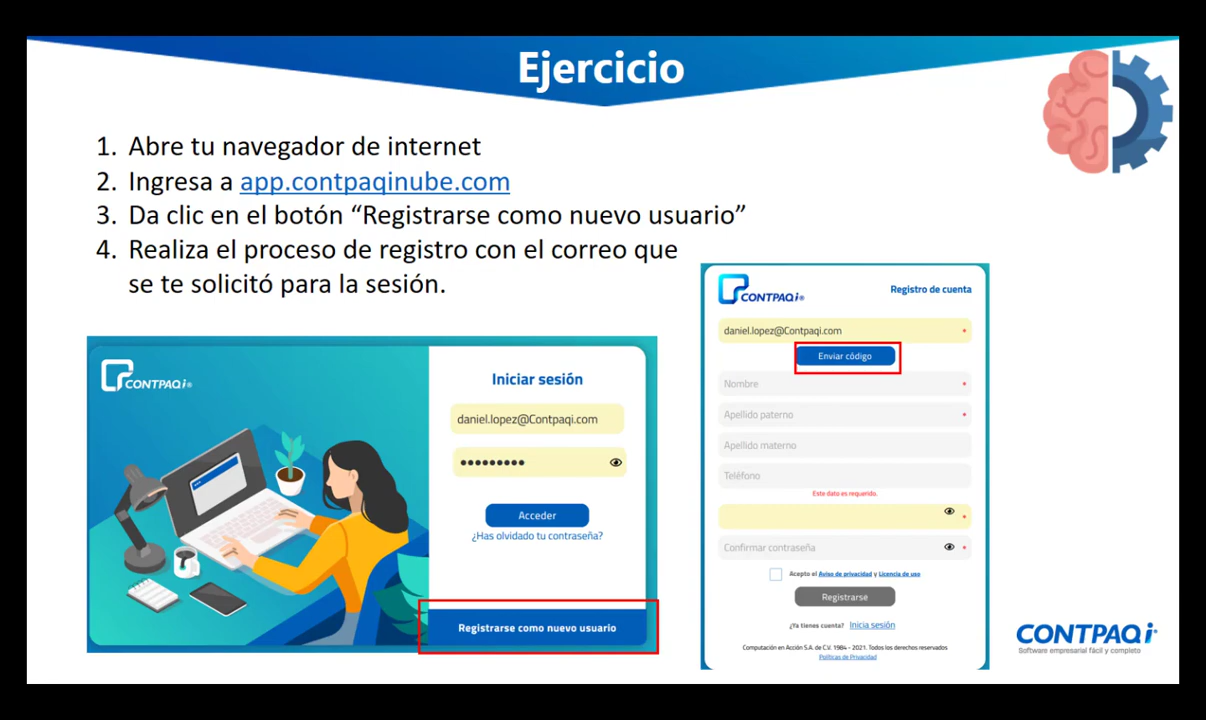 Ejercicio
1. Abre tu navegador de internet
2. Ingresa a app.contpaqinube.com
3. Da clic en el botón “Registrarse como nuevo usuario”
4. Realiza el proceso de registro con el correo que
se te solicitó para la sesión.
CONTPAQi®
Iniciar sesión
daniel.lopez@Contpaqi.com
•••••••••
Acceder
¿Has olvidado tu contraseña?
Registrarse como nuevo usuario
CONTPAQi®
Registro de cuenta
daniel.lopez@Contpaqi.com *
Enviar código
Nombre *
Apellido paterno *
Apellido materno
Teléfono
Este dato es requerido.
*
Confirmar contraseña *
Acepto el Aviso de privacidad y Licencia de uso
Registrarse
¿Ya tienes cuenta? Inicia sesión
Computación en Acción S.A. de C.V. 1984 - 2021. Todos los derechos reservados
Políticas de Privacidad
CONTPAQi®
Software empresarial fácil y completo